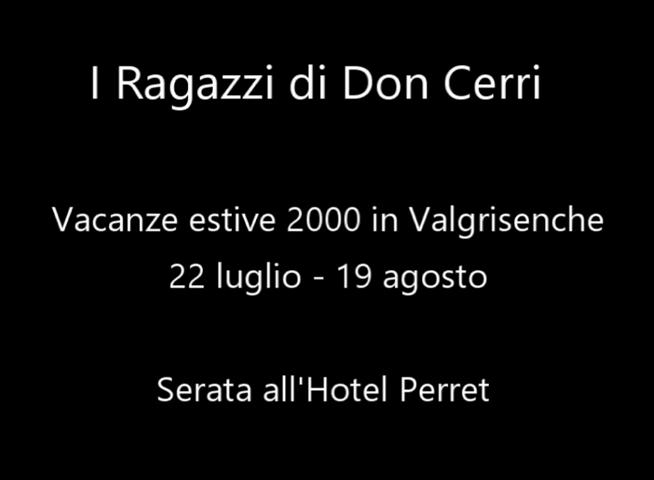 I Ragazzi di Don Cerri
Vacanze estive 2000 in Valgrisenche
22 luglio - 19 agosto
Serata all'Hotel Perret